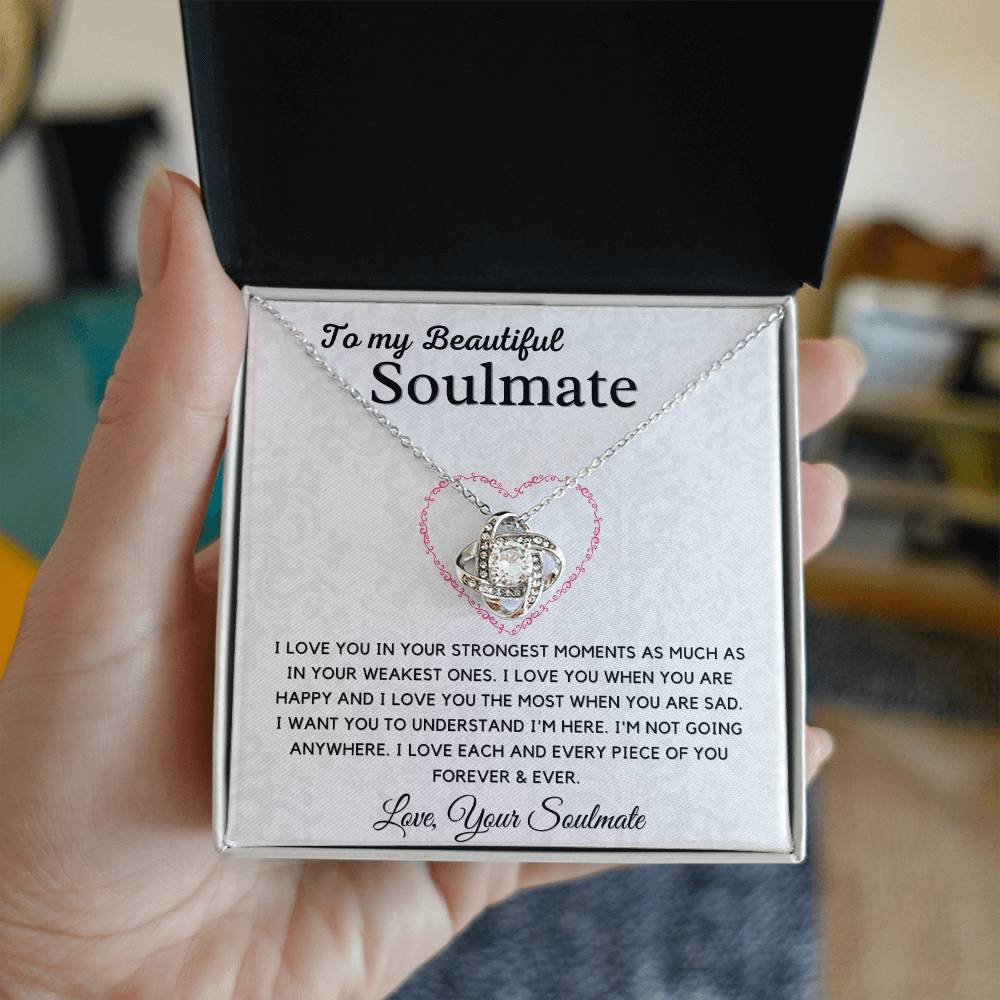 To my Beautiful
Soulmate
I LOVE YOU IN YOUR STRONGEST MOMENTS AS MUCH AS
IN YOUR WEAKEST ONES. I LOVE YOU WHEN YOU ARE
HAPPY AND I LOVE YOU THE MOST WHEN YOU ARE SAD.
I WANT YOU TO UNDERSTAND I'M HERE. I'M NOT GOING
ANYWHERE. I LOVE EACH AND EVERY PIECE OF YOU
FOREVER & EVER.
Love, Your Soulmate